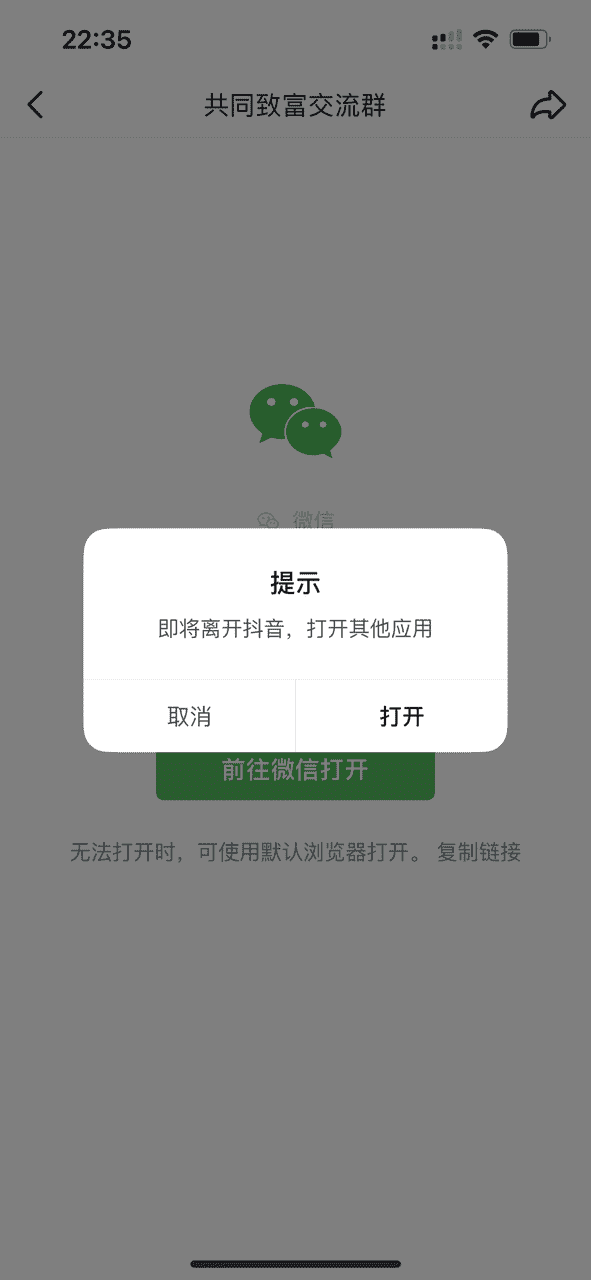 22:35
共同致富交流群
微信
提示
即将离开抖音，打开其他应用
取消
打开
前往微信打开
无法打开时，可使用默认浏览器打开。 复制链接